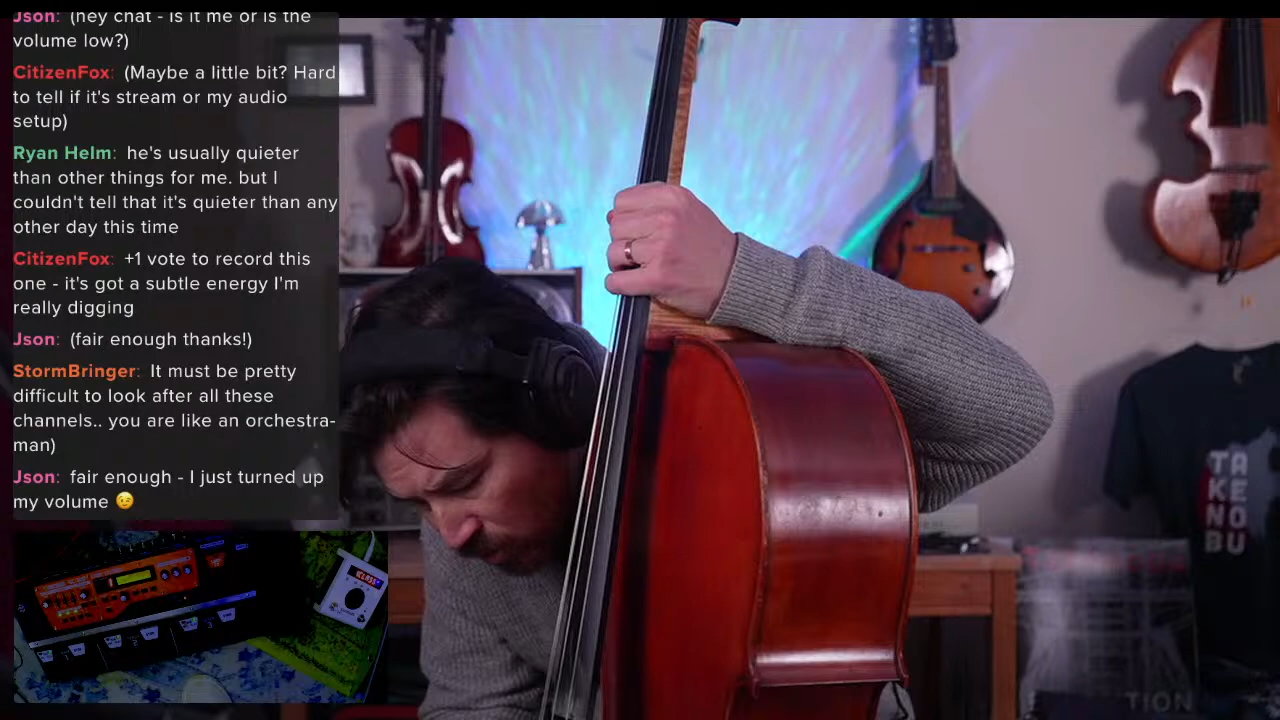 Json: (hey chat - is it me or is the
volume low?)
CitizenFox: (Maybe a little bit? Hard
to tell if it's stream or my audio
setup)
Ryan Helm: he's usually quieter
than other things for me. but I
couldn't tell that it's quieter than any
other day this time
CitizenFox: +1 vote to record this
one - it's got a subtle energy I'm
really digging
Json: (fair enough thanks!)
StormBringer: It must be pretty
difficult to look after all these
channels.. you are like an orchestra-
man)
Json: fair enough - I just turned up
my volume 😉
TA
KE
NO
BU
TION